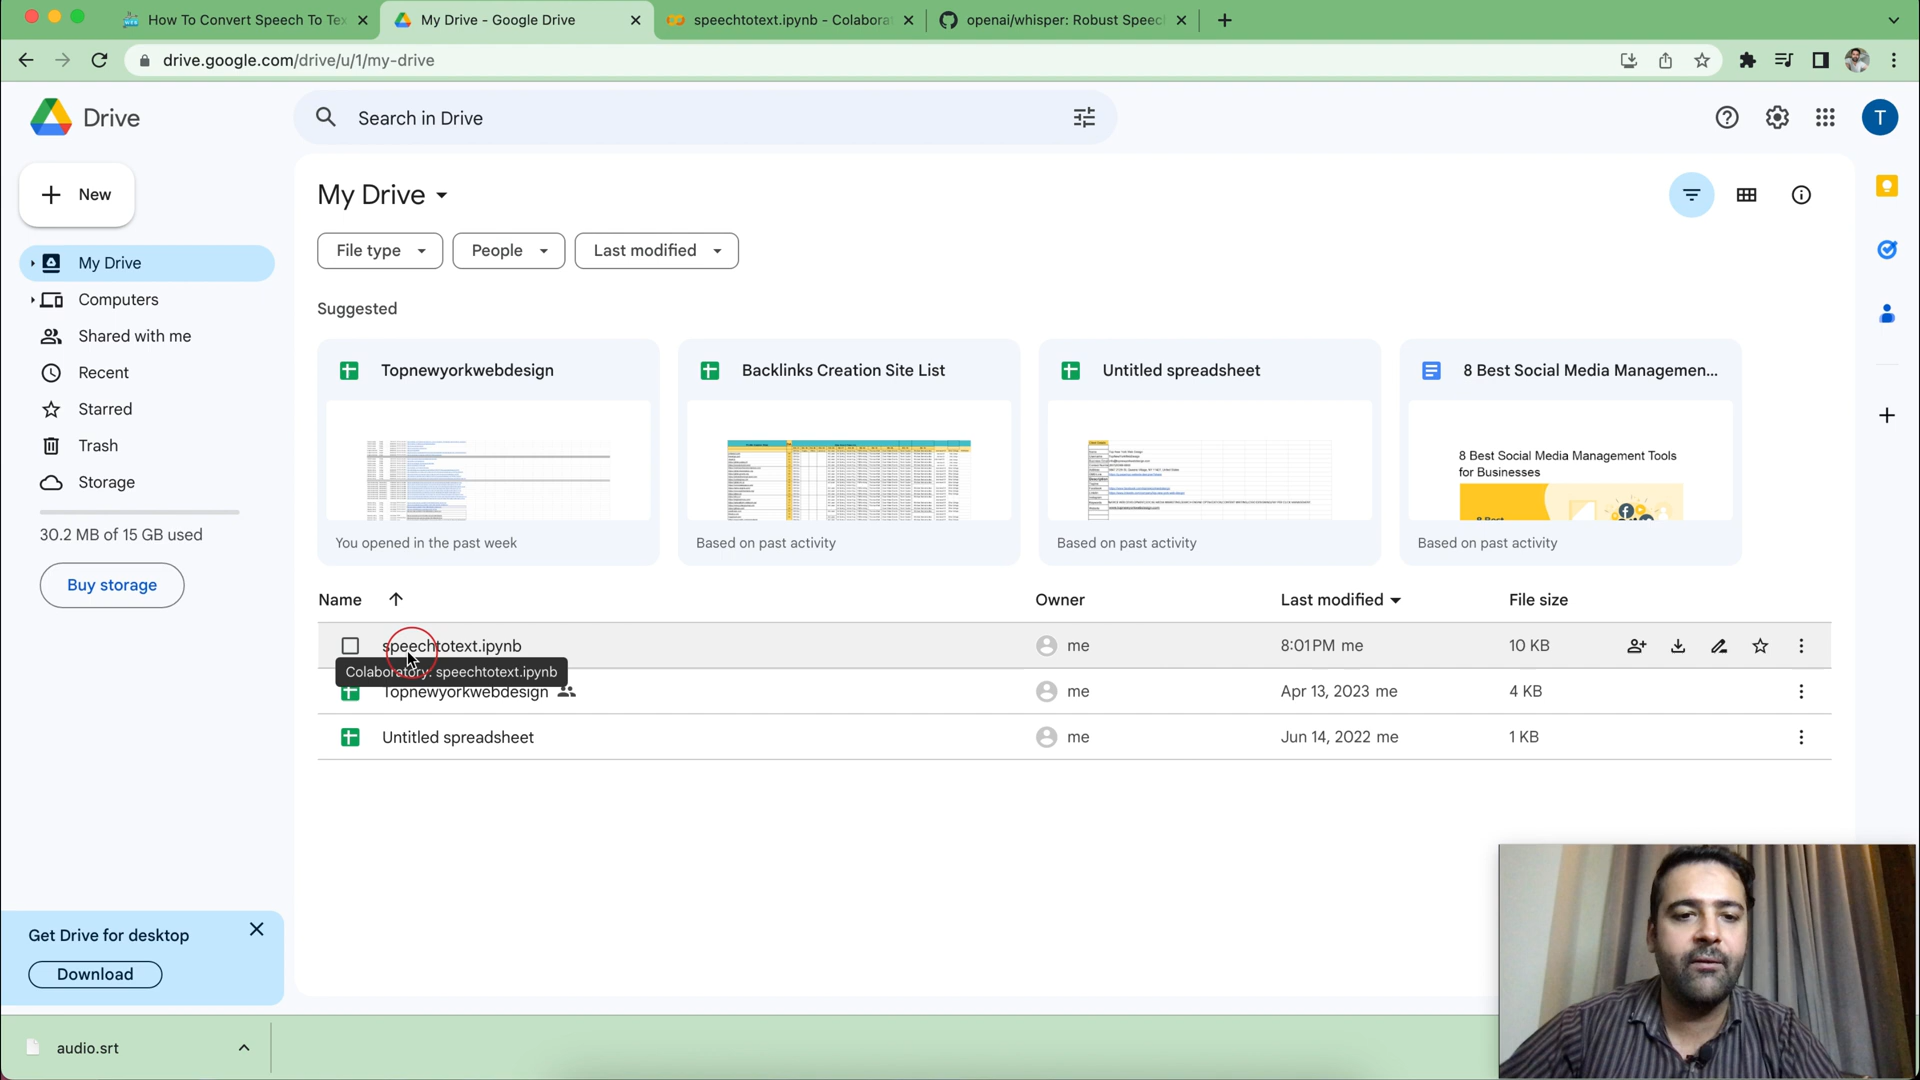 How To Convert Speech To Tex
My Drive - Google Drive
speechtotext.ipynb - Colaborat
openai/whisper: Robust Speec
drive.google.com/drive/u/1/my-drive
Drive
Search in Drive
T
New
My Drive
Computers
Shared with me
Recent
Starred
Trash
Storage
30.2 MB of 15 GB used
Buy storage
My Drive
File type
People
Last modified
Suggested
Topnewyorkwebdesign
You opened in the past week
Backlinks Creation Site List
Based on past activity
Untitled spreadsheet
Based on past activity
8 Best Social Media Managemen...
8 Best Social Media Management Tools
for Businesses
8 Best
Based on past activity
Name
Owner
Last modified
File size
speechtotext.ipynb
me
8:01 PM me
10 KB
Colaboratory: speechtotext.ipynb
Topnewyorkwebdesign
me
Apr 13, 2023 me
4 KB
Untitled spreadsheet
me
Jun 14, 2022 me
1 KB
Get Drive for desktop
Download
audio.srt